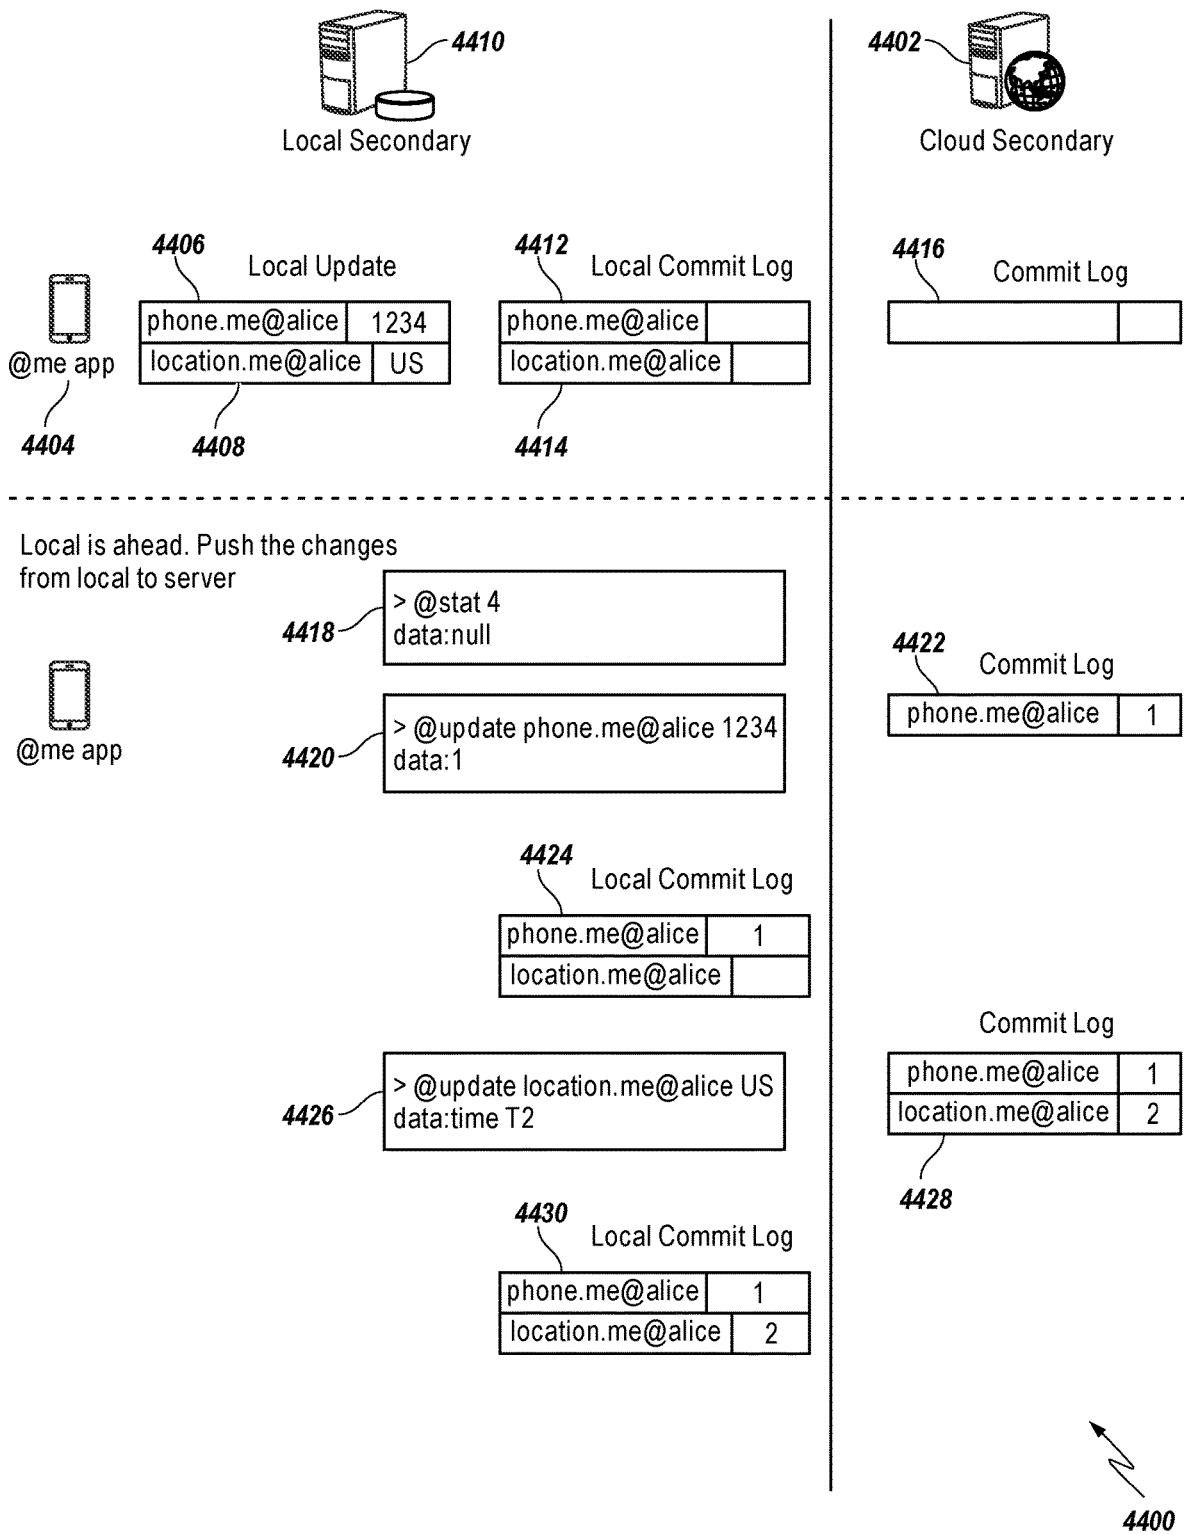 4410
4402
Local Secondary
Cloud Secondary
4406
Local Update
4412
Local Commit Log
4416
Commit Log
phone.me@alice 1234
location.me@alice US
phone.me@alice
location.me@alice
@me app
4404
4408
4414
Local is ahead. Push the changes
from local to server
4418
> @stat 4
data:null
@me app
4420
> @update phone.me@alice 1234
data:1
4422
Commit Log
phone.me@alice 1
4424
Local Commit Log
phone.me@alice 1
location.me@alice
4426
> @update location.me@alice US
data:time T2
Commit Log
phone.me@alice 1
location.me@alice 2
4428
4430
Local Commit Log
phone.me@alice 1
location.me@alice 2
4400